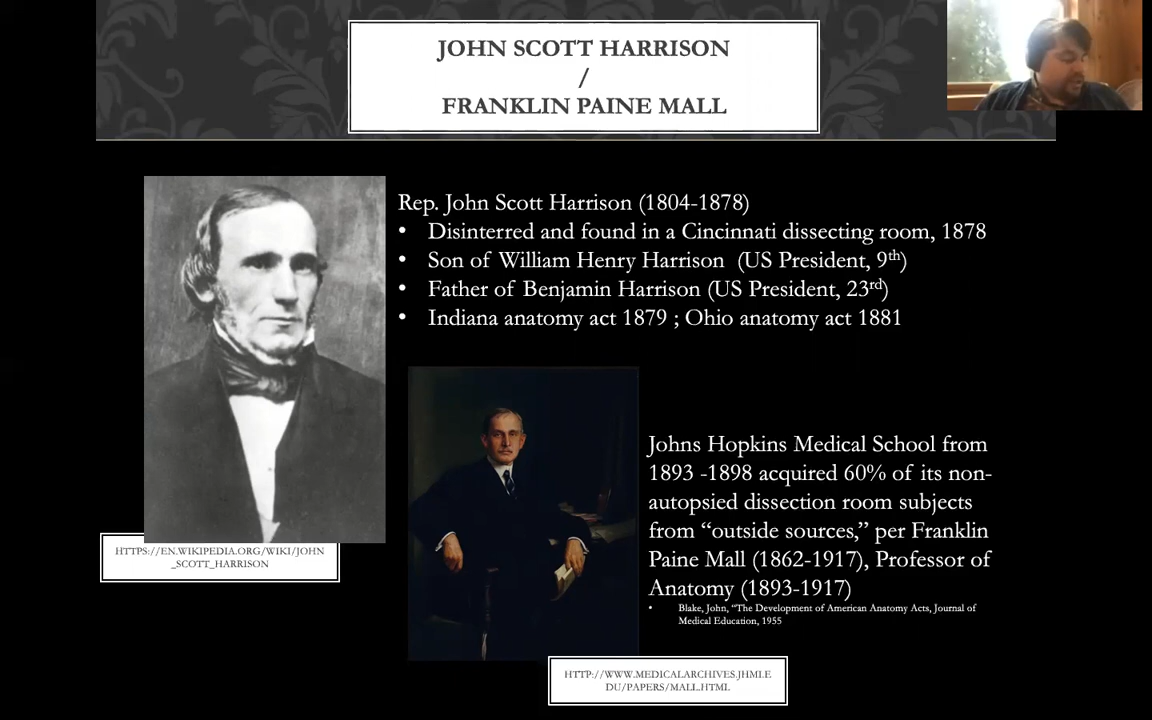 JOHN SCOTT HARRISON
/
FRANKLIN PAINE MALL
Rep. John Scott Harrison (1804-1878)
• Disinterred and found in a Cincinnati dissecting room, 1878
• Son of William Henry Harrison (US President, 9th)
• Father of Benjamin Harrison (US President, 23rd)
• Indiana anatomy act 1879 ; Ohio anatomy act 1881
HTTPS://EN.WIKIPEDIA.ORG/WIKI/JOHN
_SCOTT_HARRISON
Johns Hopkins Medical School from
1893 -1898 acquired 60% of its non-
autopsied dissection room subjects
from “outside sources,” per Franklin
Paine Mall (1862-1917), Professor of
Anatomy (1893-1917)
• Blake, John, “The Development of American Anatomy Acts, Journal of
Medical Education, 1955
HTTP://WWW.MEDICALARCHIVES.JHMI.E
DU/PAPERS/MALL.HTML